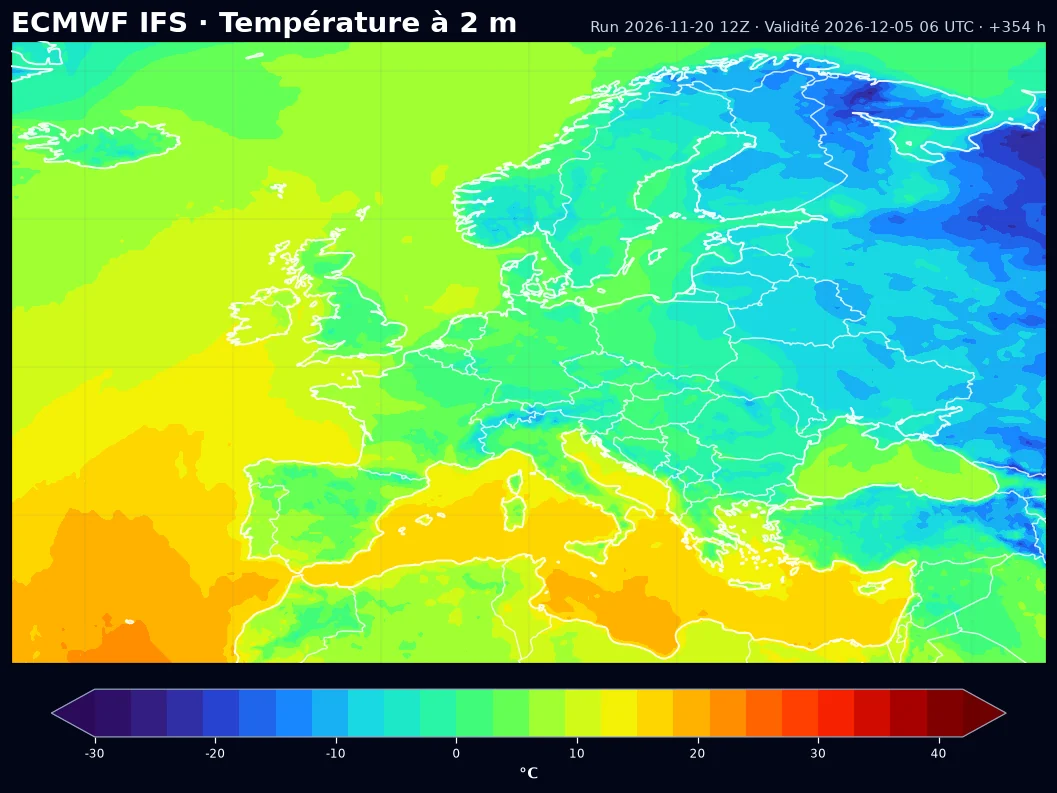 ECMWF IFS · Température à 2 m
Run 2026-11-20 12Z · Validité 2026-12-05 06 UTC · +354 h
-30 -20 -10 0 10 20 30 40
°C